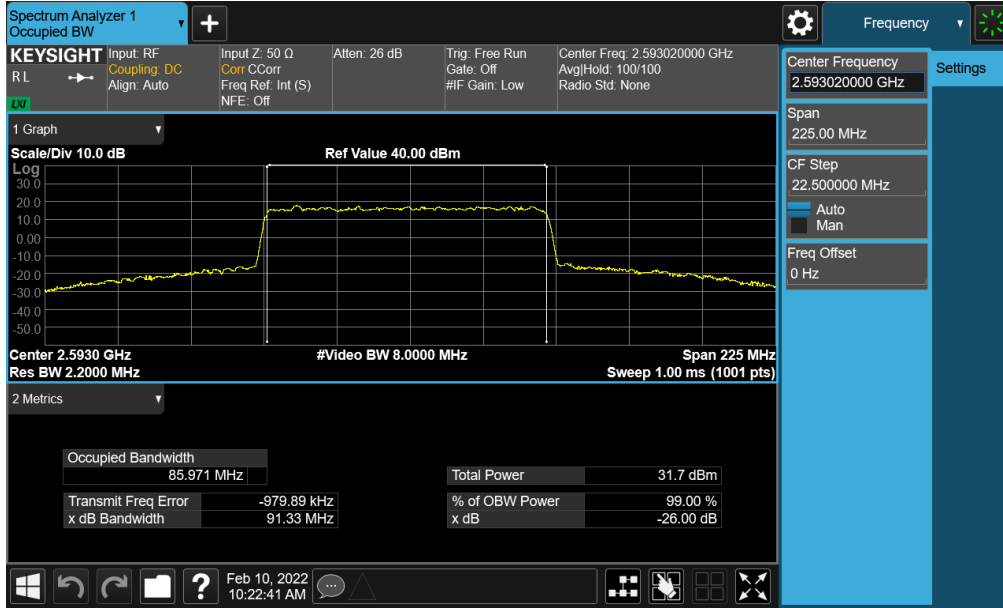 Spectrum Analyzer 1
Occupied BW
Frequency
KEYSIGHT
R L
LXI
Input: RF
Coupling: DC
Align: Auto
Input Z: 50 Ω
Corr CCorr
Freq Ref: Int (S)
NFE: Off
Atten: 26 dB
Trig: Free Run
Gate: Off
#IF Gain: Low
Center Freq: 2.593020000 GHz
Avg|Hold: 100/100
Radio Std: None
Center Frequency
2.593020000 GHz
Settings
Span
225.00 MHz
CF Step
22.500000 MHz
Auto
Man
Freq Offset
0 Hz
1 Graph
Scale/Div 10.0 dB
Ref Value 40.00 dBm
Log
30.0
20.0
10.0
0.00
-10.0
-20.0
-30.0
-40.0
-50.0
Center 2.5930 GHz
#Video BW 8.0000 MHz
Span 225 MHz
Res BW 2.2000 MHz
Sweep 1.00 ms (1001 pts)
2 Metrics
Occupied Bandwidth
85.971 MHz
Total Power 31.7 dBm
Transmit Freq Error -979.89 kHz
% of OBW Power 99.00 %
x dB Bandwidth 91.33 MHz
x dB -26.00 dB
?
Feb 10, 2022
10:22:41 AM